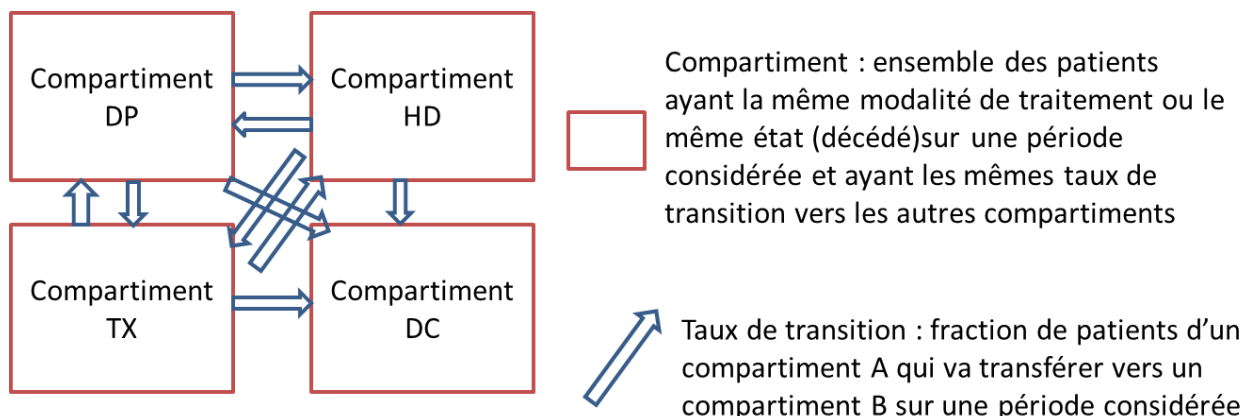 Compartiment
DP
Compartiment
HD
Compartiment
TX
Compartiment
DC
Compartiment : ensemble des patients
ayant la même modalité de traitement ou le
même état (décédé)sur une période
considérée et ayant les mêmes taux de
transition vers les autres compartiments
Taux de transition : fraction de patients d’un
compartiment A qui va transférer vers un
compartiment B sur une période considérée